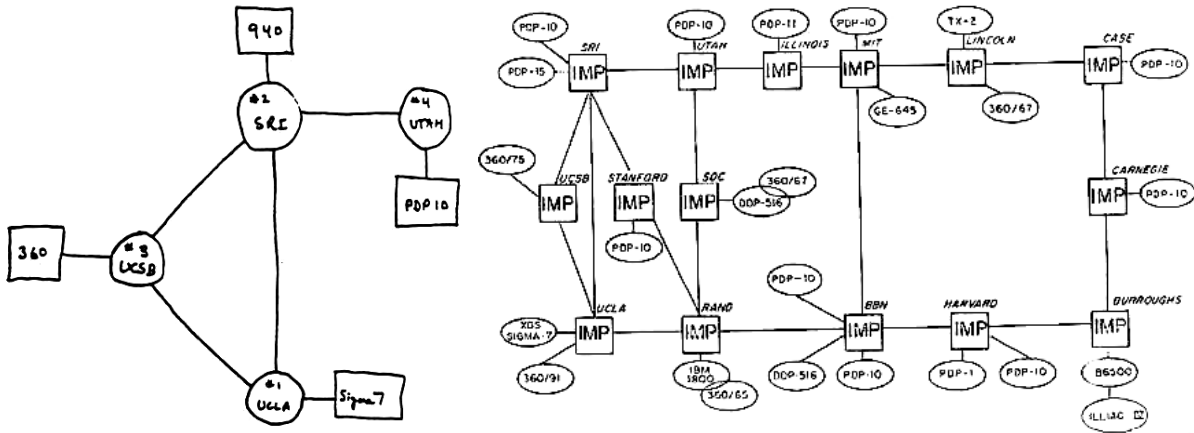 940
#2
SRI
#4
UTAH
PDP 10
360
#3
UCSB
#1
UCLA
Sigma 7
PDP-10
PDP-15
SRI
IMP
PDP-10
UTAH
IMP
PDP-11
ILLINOIS
IMP
PDP-10
MIT
IMP
GE-645
TX-2
LINCOLN
IMP
360/67
CASE
IMP
PDP-10
360/75
UCSB
IMP
STANFORD
IMP
PDP-10
SDC
IMP
360/67
DDP-516
CARNEGIE
IMP
PDP-10
UCLA
IMP
XDS
SIGMA-7
360/91
RAND
IMP
IBM
1800
360/65
PDP-10
BBN
IMP
DDP-516
PDP-10
HARVARD
IMP
PDP-1
PDP-10
BURROUGHS
IMP
B6500
ILLIAC IV